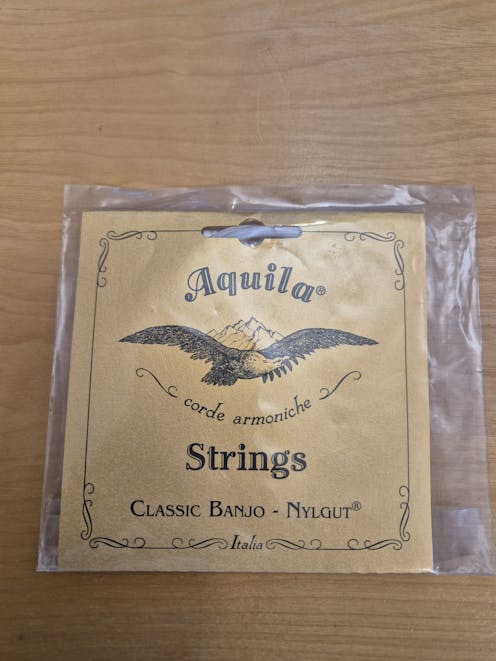 Aquila®
corde armoniche
Strings
Classic Banjo - Nylgut®
Italia